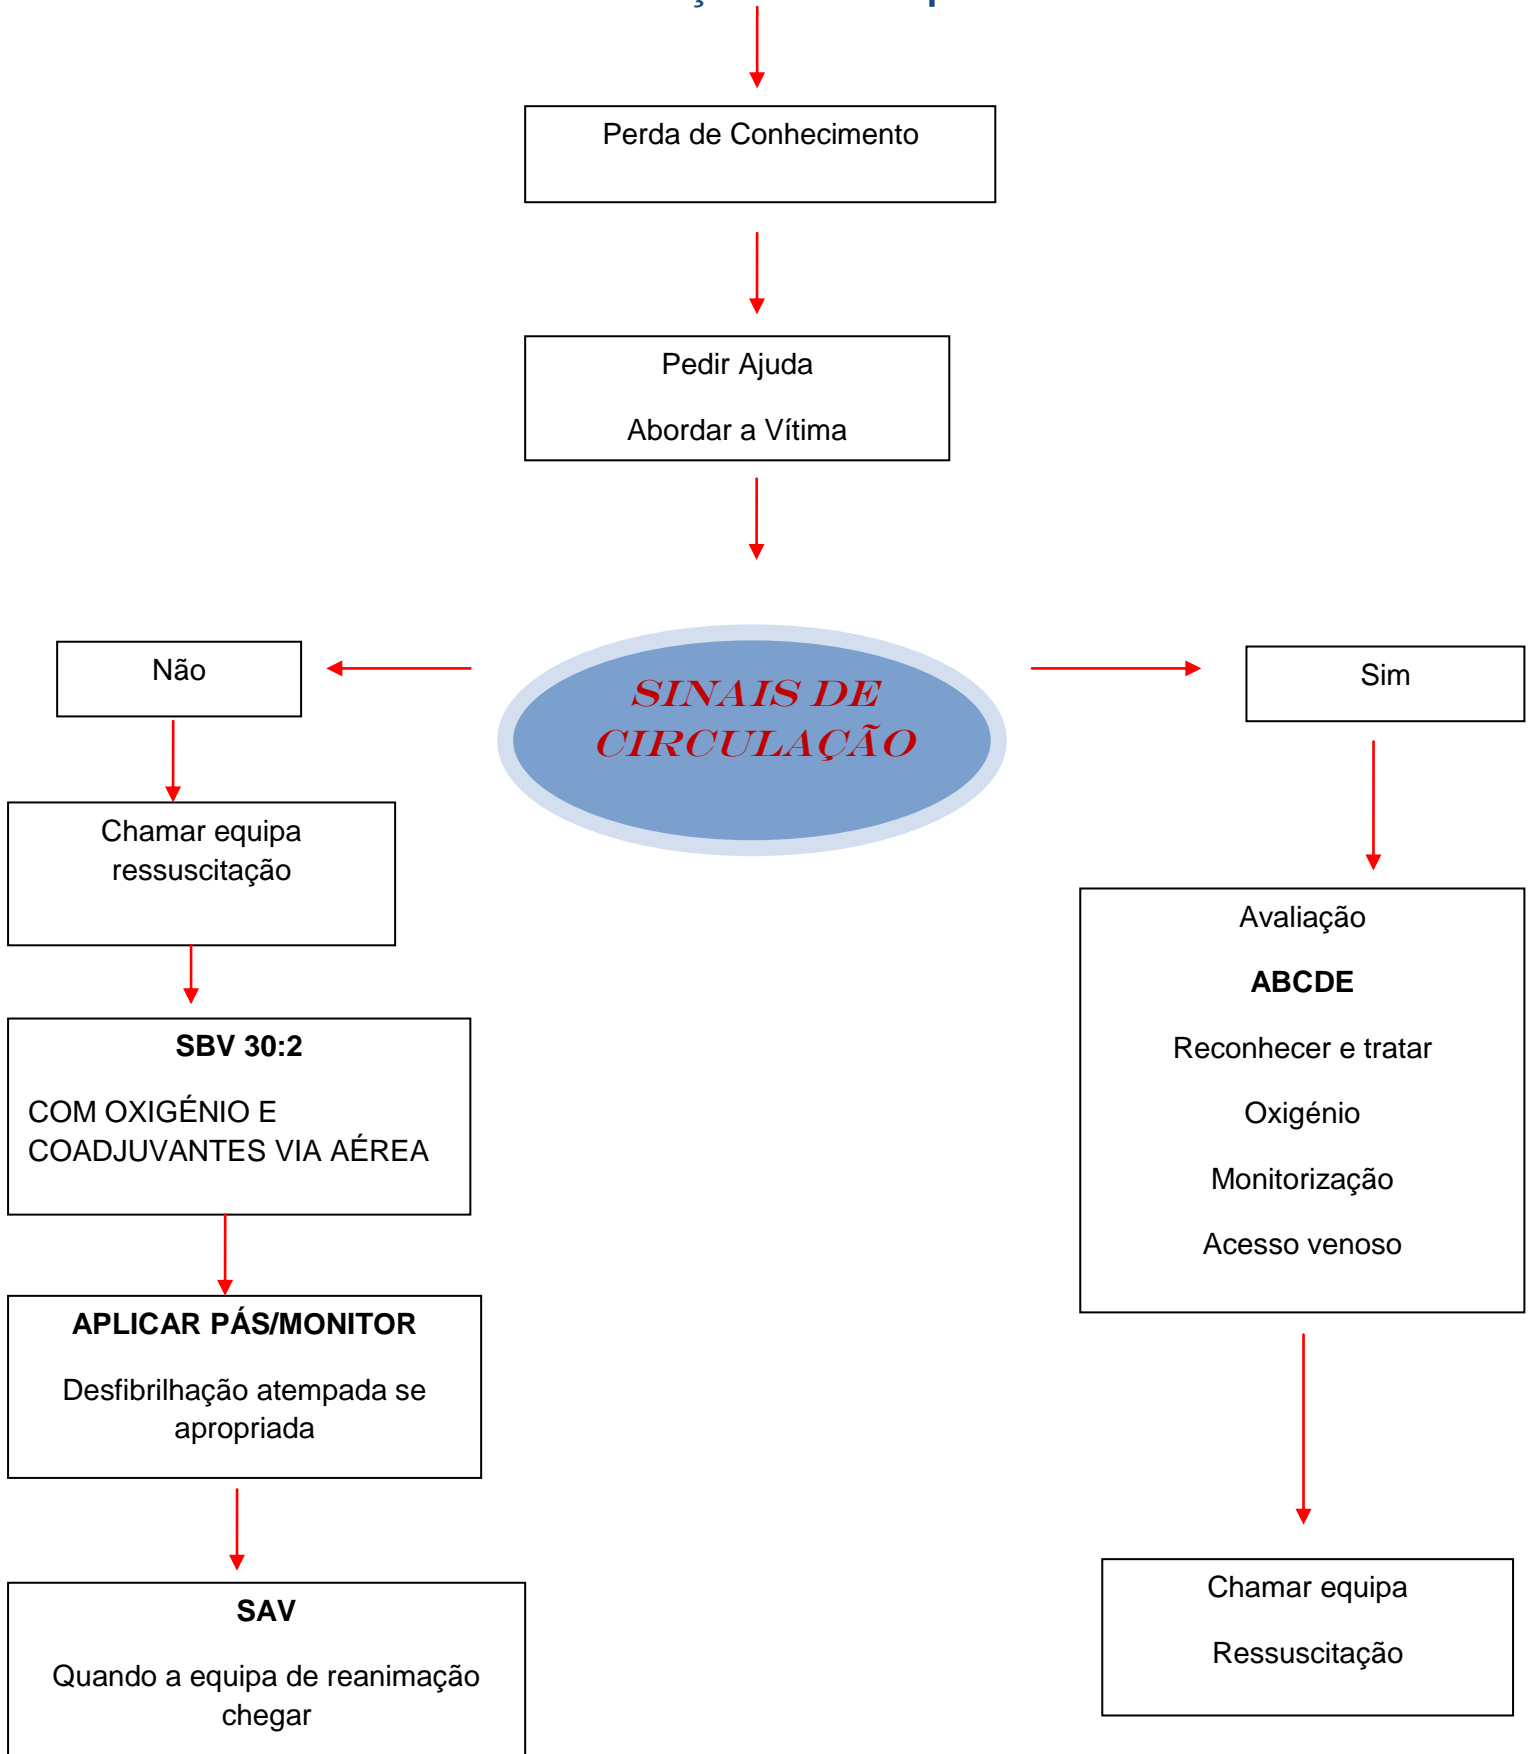 Perda de Conhecimento
Pedir Ajuda
Abordar a Vítima
Não
SINAIS DE
CIRCULAÇÃO
Sim
Chamar equipa
ressuscitação
SBV 30:2
COM OXIGÉNIO E
COADJUVANTES VIA AÉREA
APLICAR PÁS/MONITOR
Desfibrilhação atempada se
apropriada
SAV
Quando a equipa de reanimação
chegar
Avaliação
ABCDE
Reconhecer e tratar
Oxigénio
Monitorização
Acesso venoso
Chamar equipa
Ressuscitação